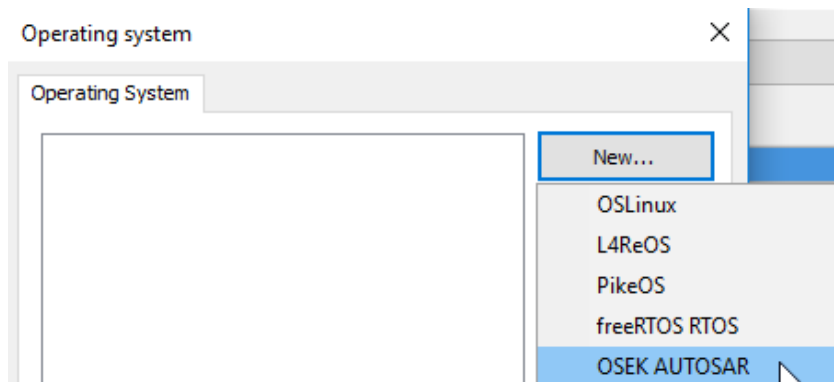 Operating system
Operating System
New...
OSLinux
L4ReOS
PikeOS
freeRTOS RTOS
OSEK AUTOSAR